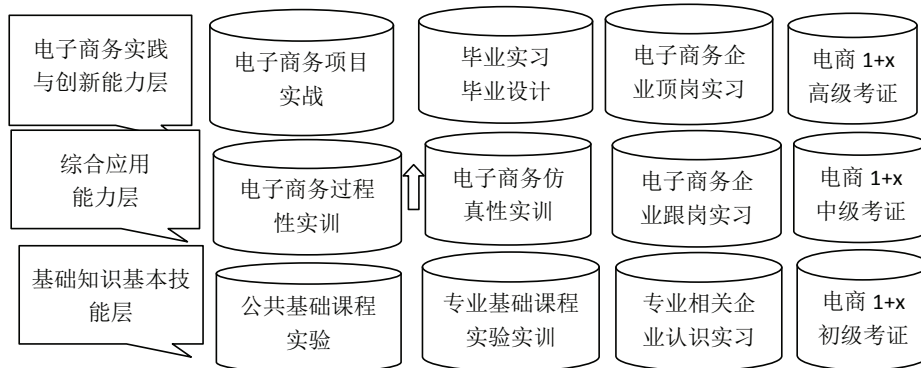 电子商务实践
与创新能力层
电子商务项目
实战
毕业实习
毕业设计
电子商务企
业顶岗实习
电商 1+x
高级考证
综合应用
能力层
电子商务过程
性实训
电子商务仿
真性实训
电子商务企
业跟岗实习
电商 1+x
中级考证
基础知识基本技
能层
公共基础课程
实验
专业基础课程
实验实训
专业相关企
业认识实习
电商 1+x
初级考证